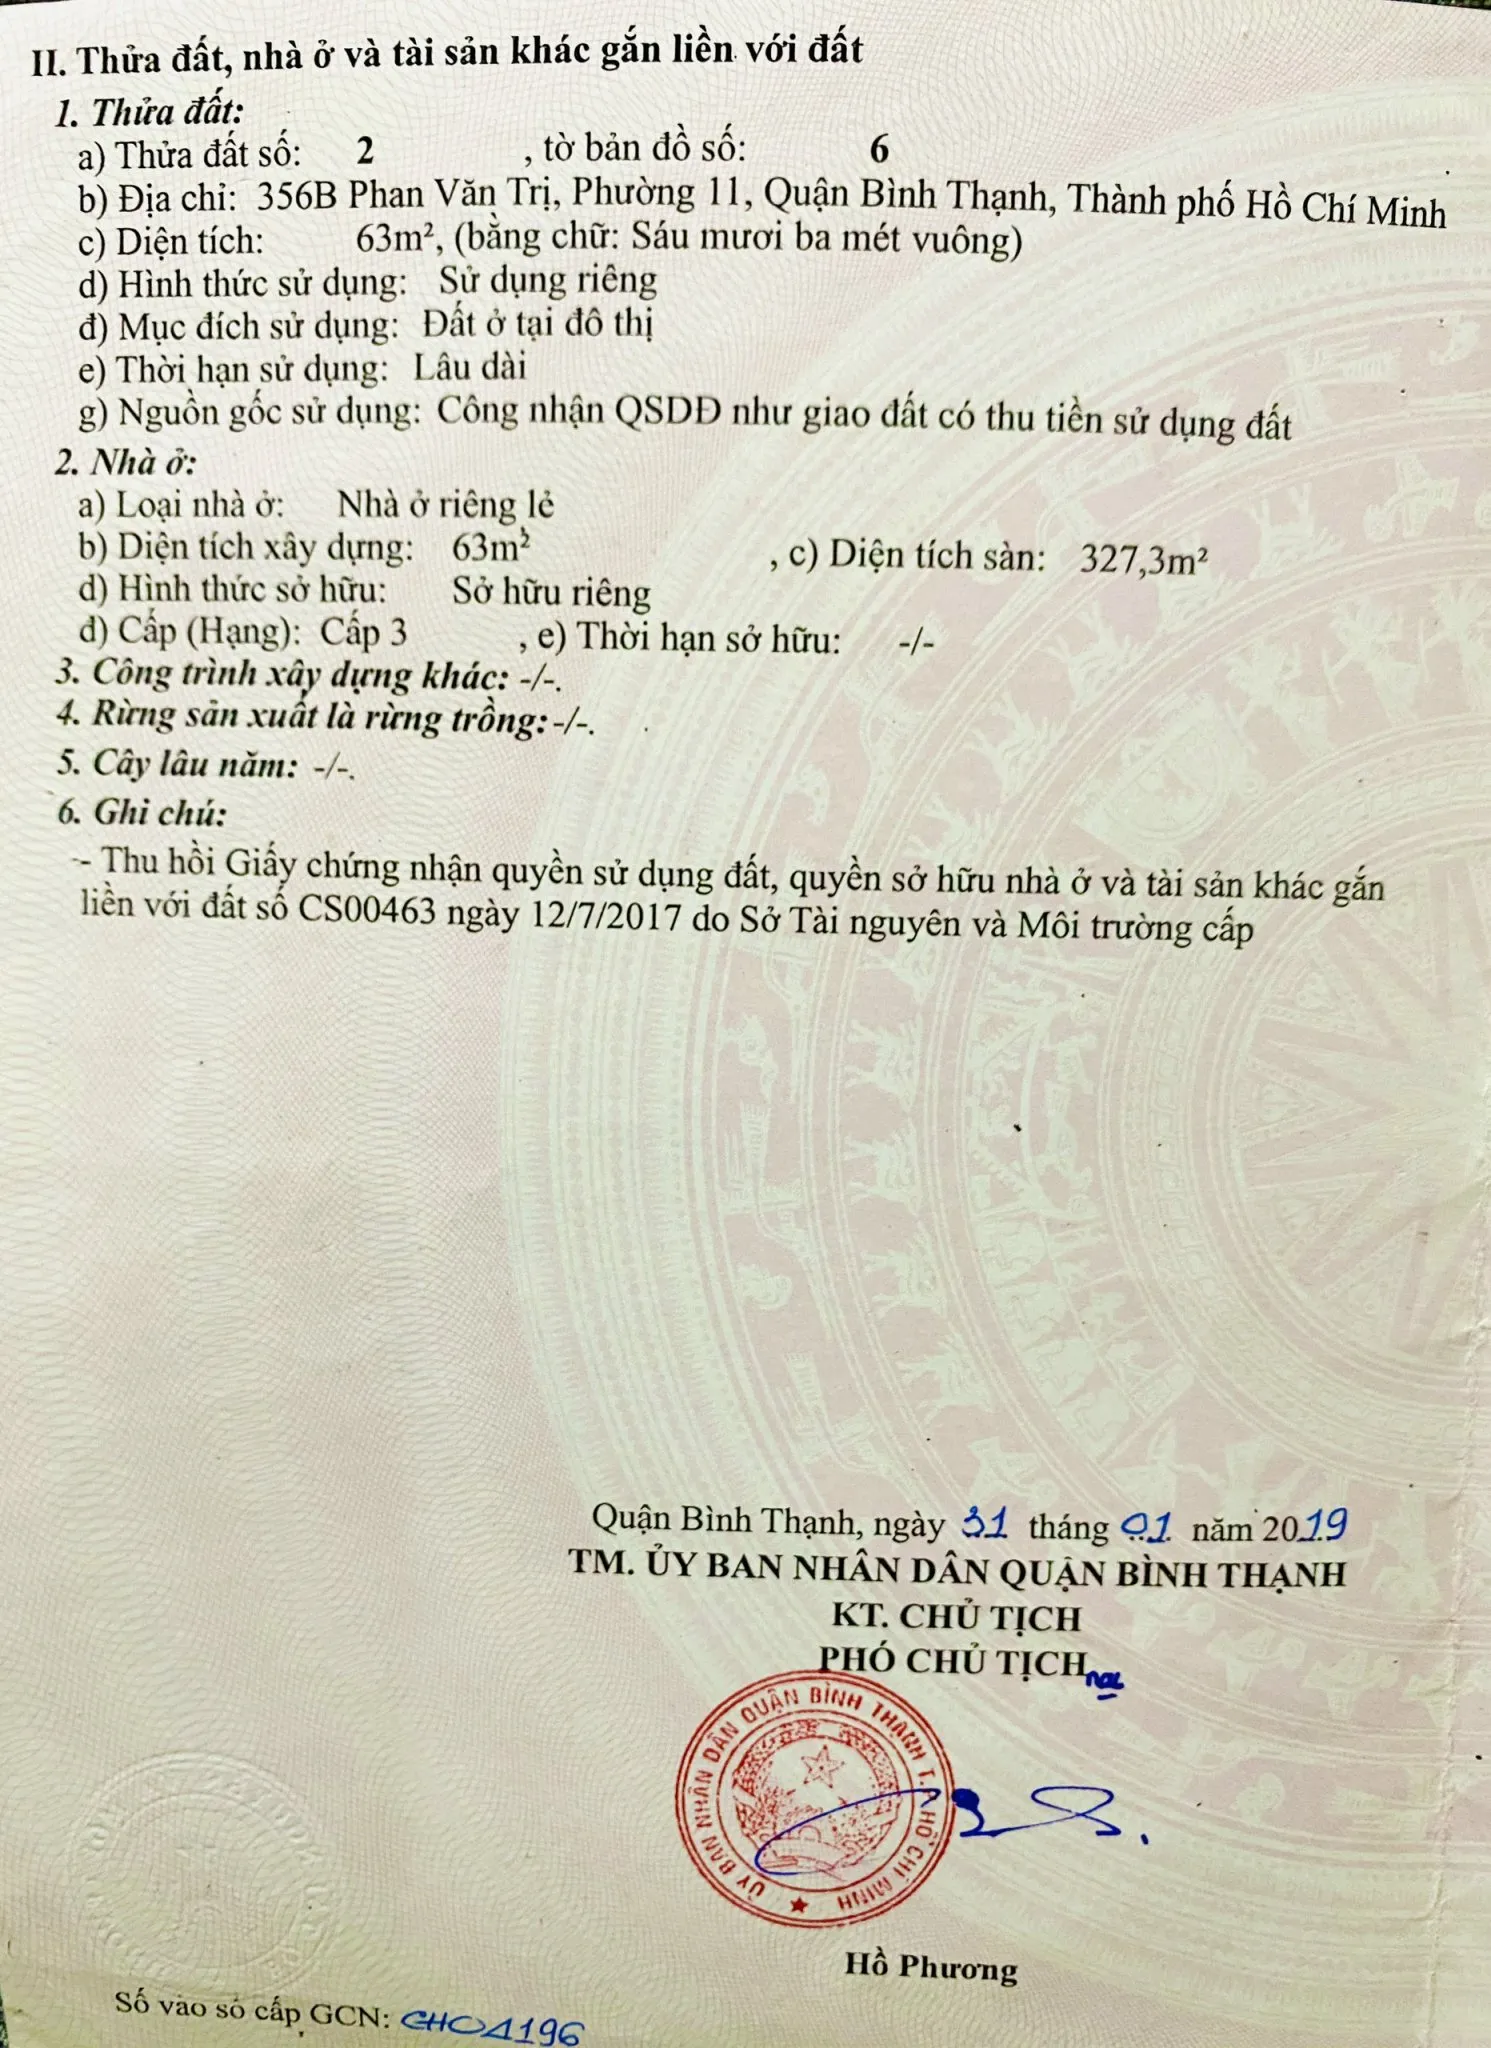 II. Thửa đất, nhà ở và tài sản khác gắn liền với đất
1. Thửa đất:
a) Thửa đất số: 2 , tờ bản đồ số: 6
b) Địa chỉ: 356B Phan Văn Trị, Phường 11, Quận Bình Thạnh, Thành phố Hồ Chí Minh
c) Diện tích: 63m², (bằng chữ: Sáu mươi ba mét vuông)
d) Hình thức sử dụng: Sử dụng riêng
đ) Mục đích sử dụng: Đất ở tại đô thị
e) Thời hạn sử dụng: Lâu dài
g) Nguồn gốc sử dụng: Công nhận QSDĐ như giao đất có thu tiền sử dụng đất
2. Nhà ở:
a) Loại nhà ở: Nhà ở riêng lẻ
b) Diện tích xây dựng: 63m² , c) Diện tích sàn: 327,3m²
d) Hình thức sở hữu: Sở hữu riêng
đ) Cấp (Hạng): Cấp 3 , e) Thời hạn sở hữu: -/-
3. Công trình xây dựng khác: -/-.
4. Rừng sản xuất là rừng trồng: -/-.
5. Cây lâu năm: -/-.
6. Ghi chú:
- Thu hồi Giấy chứng nhận quyền sử dụng đất, quyền sở hữu nhà ở và tài sản khác gắn
liền với đất số CS00463 ngày 12/7/2017 do Sở Tài nguyên và Môi trường cấp
Quận Bình Thạnh, ngày 31 tháng 01 năm 2019
TM. ỦY BAN NHÂN DÂN QUẬN BÌNH THẠNH
KT. CHỦ TỊCH
PHÓ CHỦ TỊCH
ỦY BAN NHÂN DÂN QUẬN BÌNH THẠNH T.P HỒ CHÍ MINH
Hồ Phương
Số vào sổ cấp GCN: CH04196